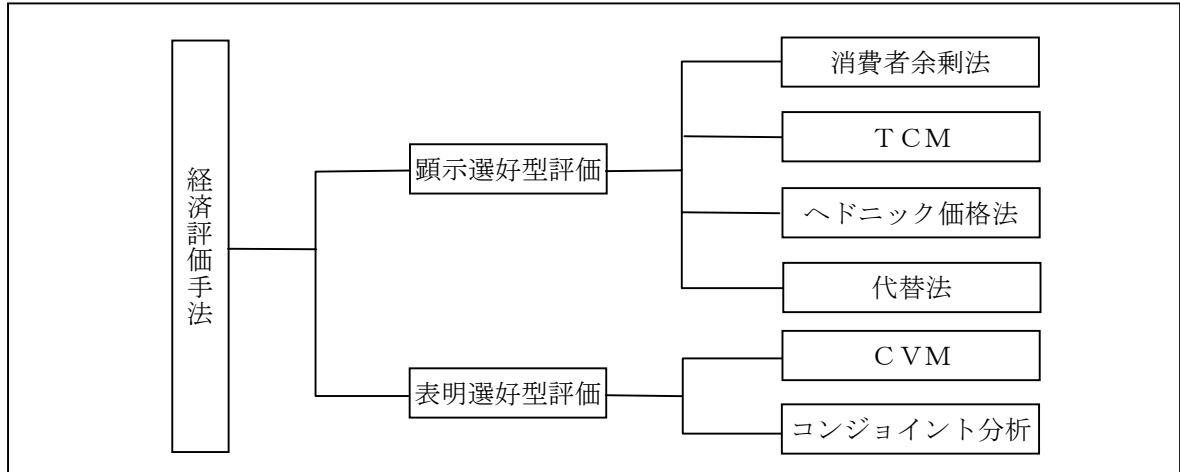 経済評価手法
顕示選好型評価
消費者余剰法
ＴＣＭ
ヘドニック価格法
代替法
表明選好型評価
ＣＶＭ
コンジョイント分析